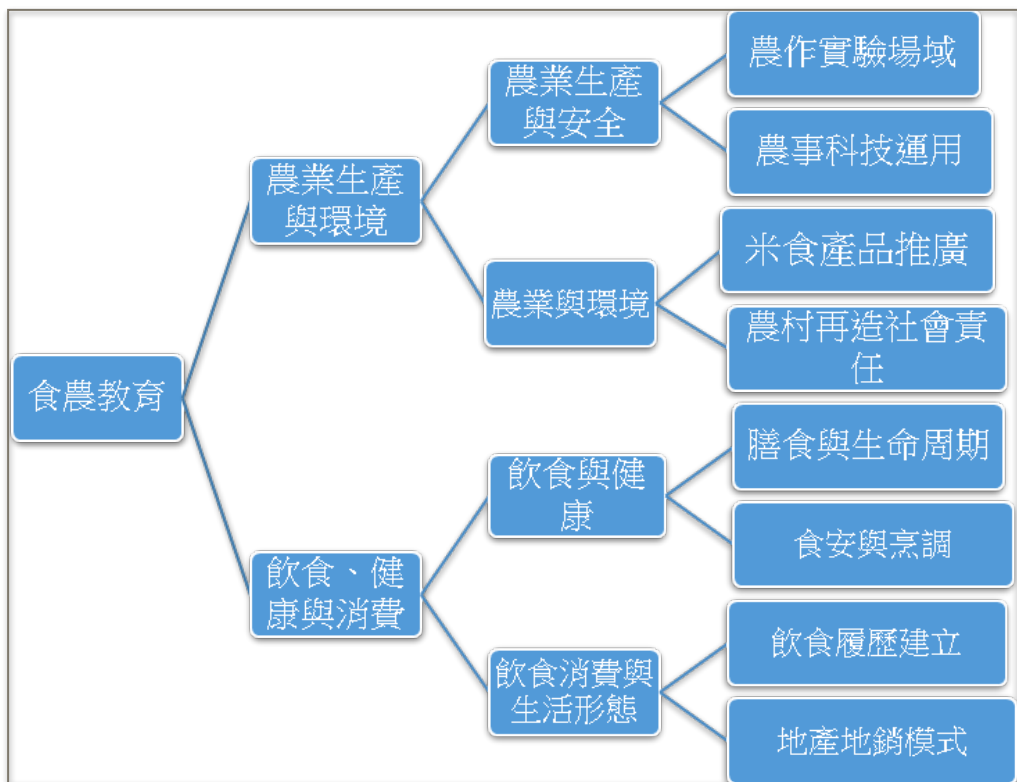 食農教育
農業生產
與環境
農業生產
與安全
農作實驗場域
農事科技運用
農業與環境
米食產品推廣
農村再造社會責
任
飲食、健
康與消費
飲食與健
康
膳食與生命周期
食安與烹調
飲食消費與
生活形態
飲食履歷建立
地產地銷模式